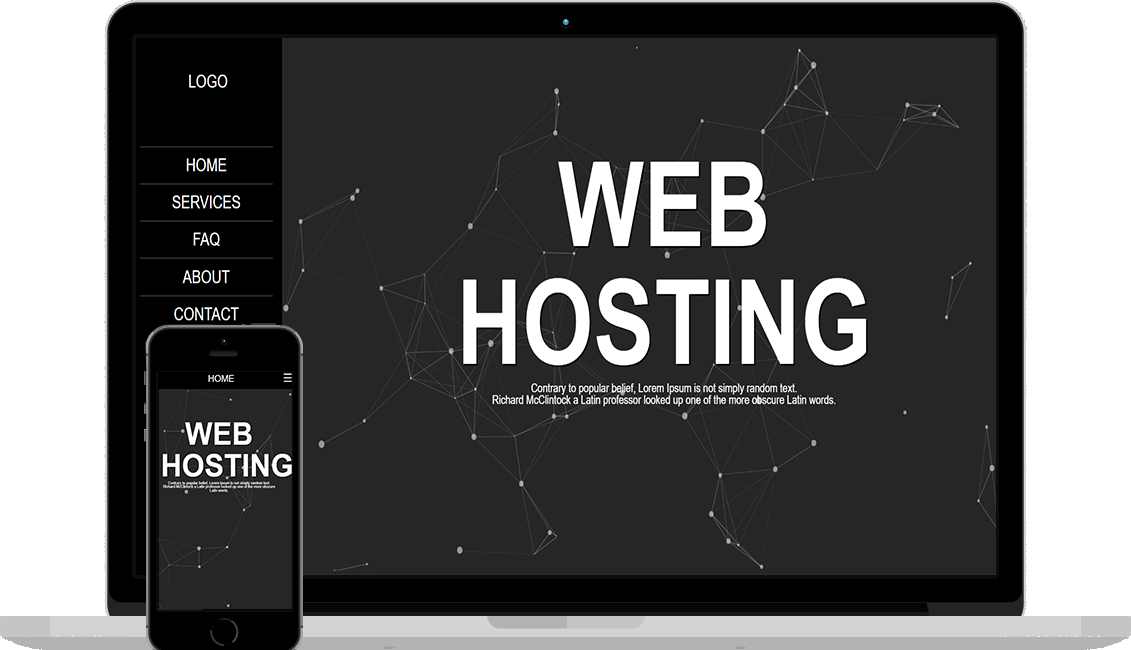 LOGO
HOME
SERVICES
FAQ
ABOUT
CONTACT
WEB
HOSTING
Contrary to popular belief, Lorem Ipsum is not simply random text.
Richard McClintock a Latin professor looked up one of the more obscure Latin words.
HOME
WEB
HOSTING
Contrary to popular belief, Lorem Ipsum is not simply random text.
Richard McClintock a Latin professor looked up one of the more obscure
Latin words.